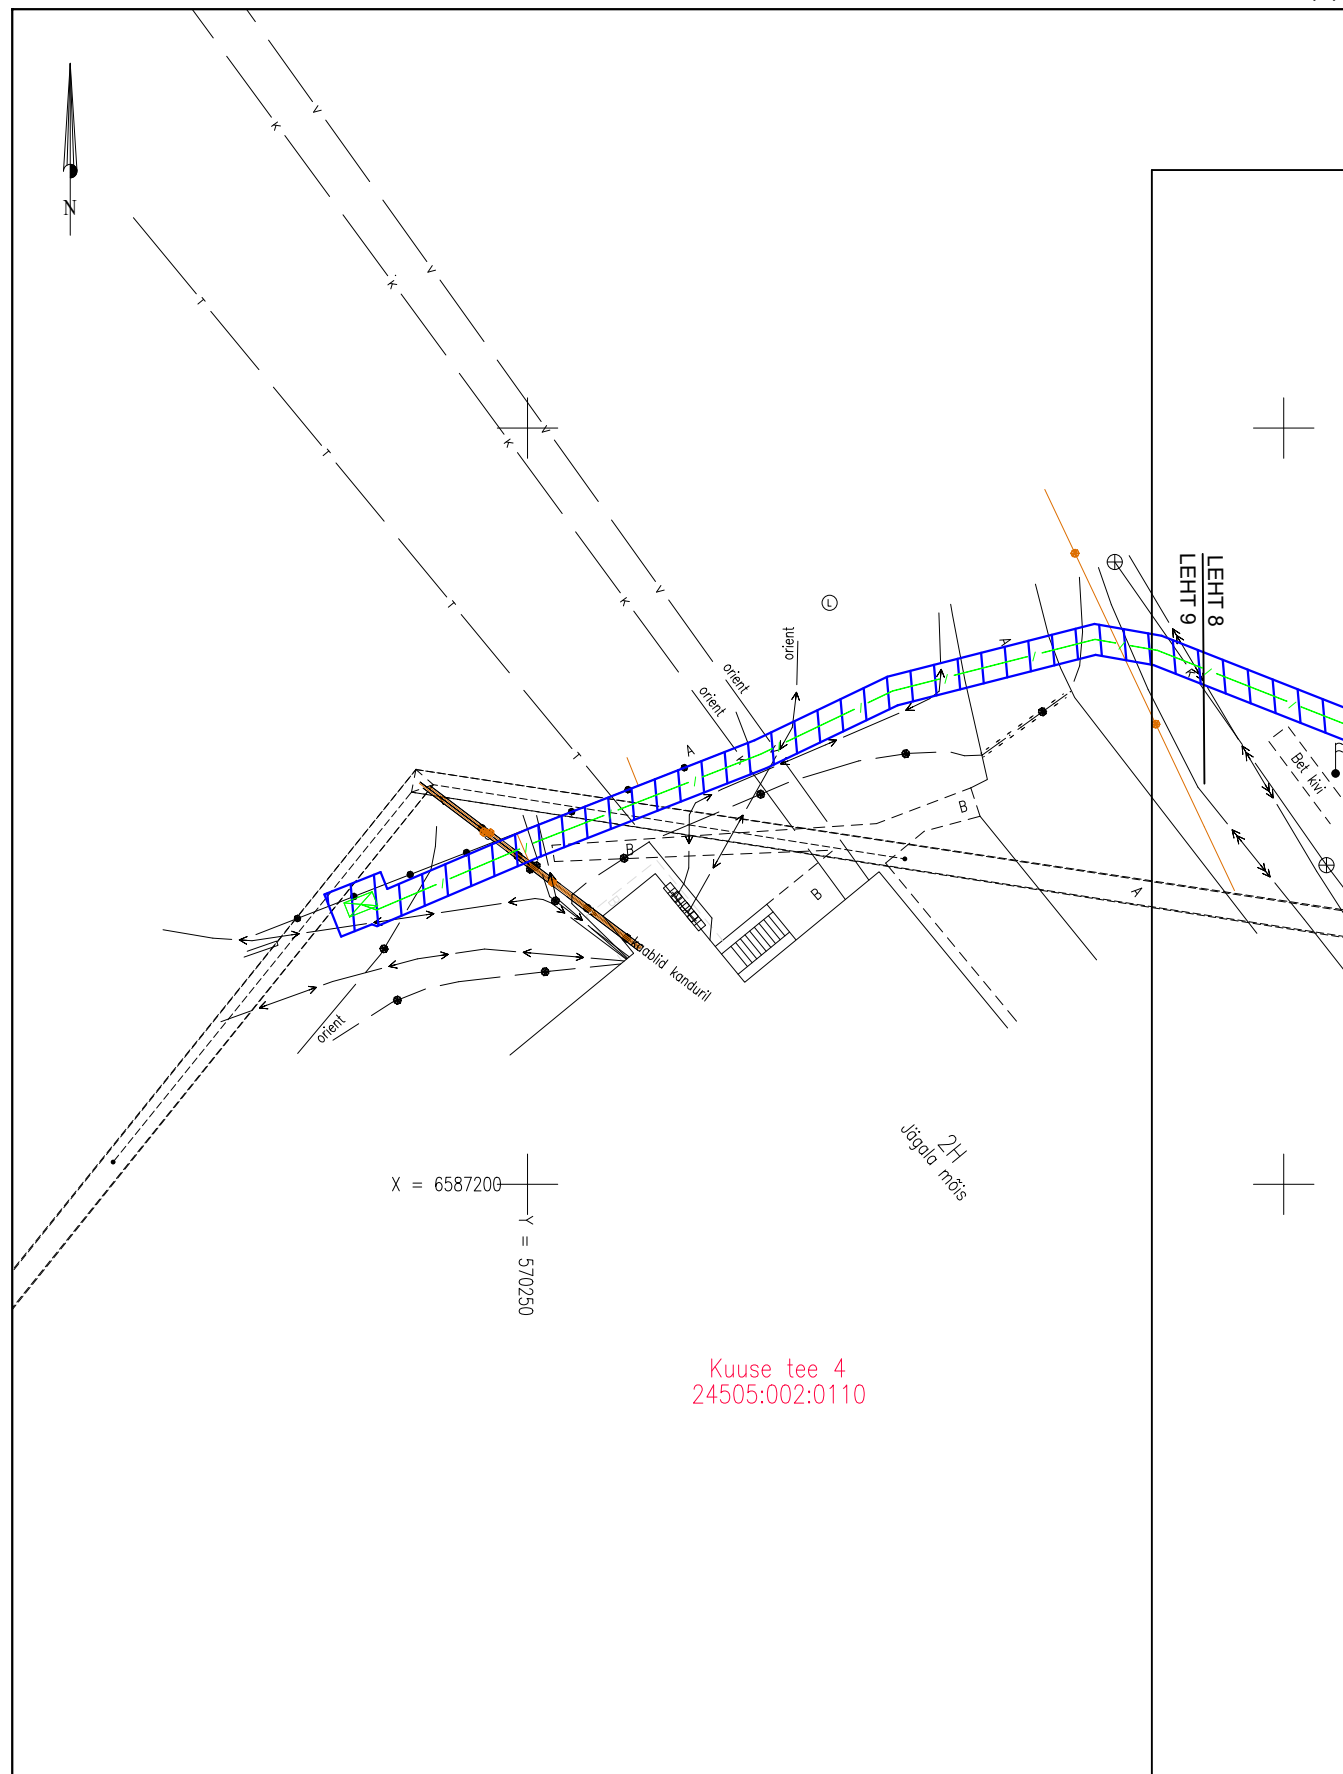 N
V
K
V
K
T
V
K
T
V
K
T
L
orient
orient
orient
A
LEHT 8
LEHT 9
R
A
T
Bet kivi
B
B
B
A
kaablid kanduril
orient
2H
Jägala mõis
X = 6587200
Y = 570250
Kuuse tee 4
24505:002:0110